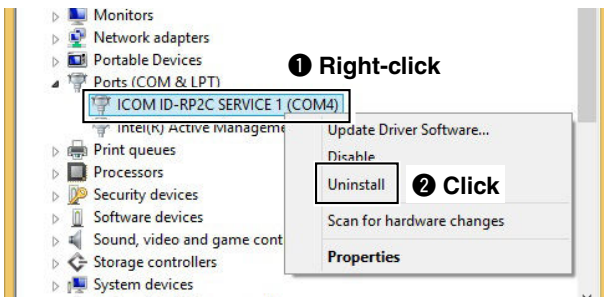 Monitors
Network adapters
Portable Devices
❶ Right-click
Ports (COM & LPT)
ICOM ID-RP2C SERVICE 1 (COM4)
Intel(R) Active Manageme
Update Driver Software...
Disable
Print queues
Processors
Uninstall
❷ Click
Security devices
Software devices
Scan for hardware changes
Sound, video and game cont
Storage controllers
Properties
System devices